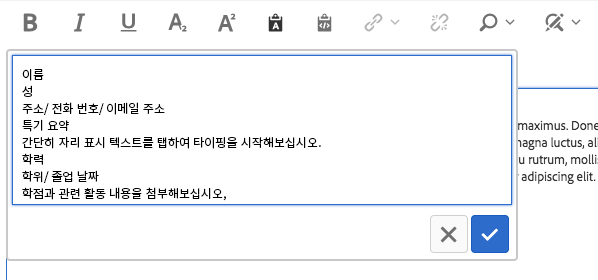 B I U A₂ A²
이름
성
주소/ 전화 번호/ 이메일 주소
특기 요약
간단히 자리 표시 텍스트를 탭하여 타이핑을 시작해보십시오.
학력
학위/ 졸업 날짜
학점과 관련 활동 내용을 첨부해보십시오,
maximus. Done
magna luctus, ali
u rutrum, mollis
adipiscing elit.